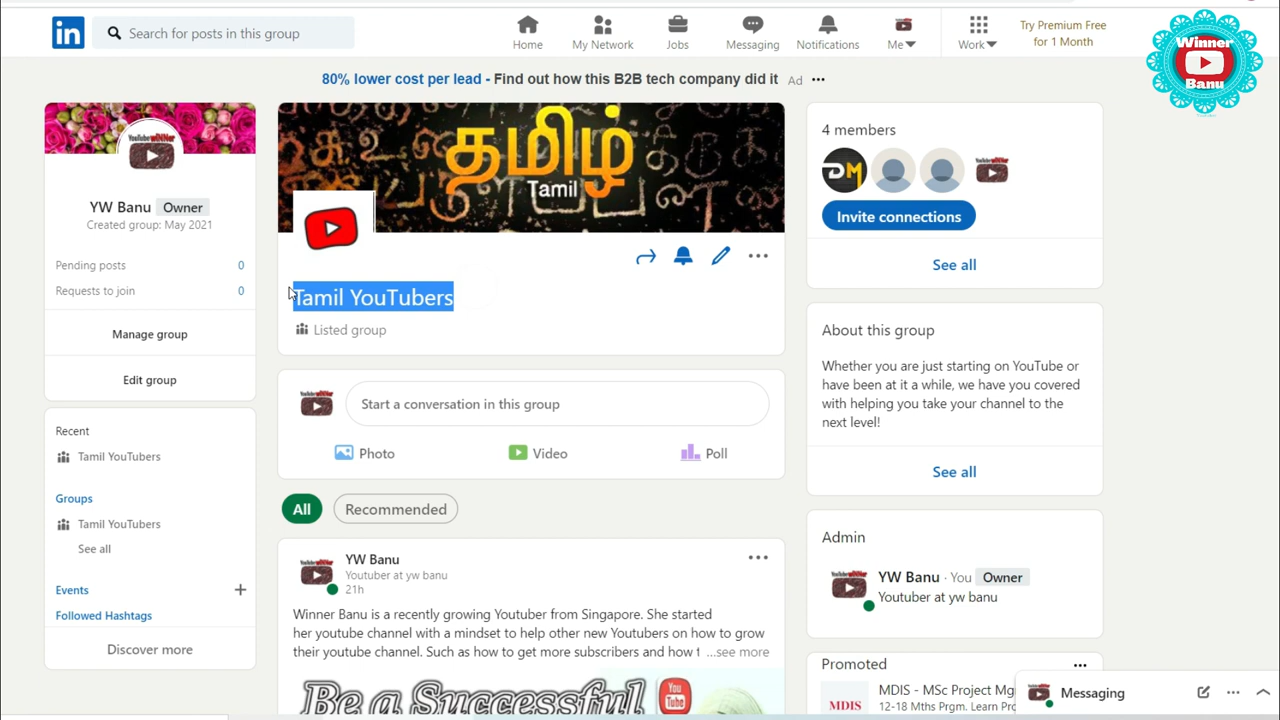 Search for posts in this group
Home
My Network
Jobs
Messaging
Notifications
Me
Work
Try Premium Free
for 1 Month
Winner
Banu
80% lower cost per lead - Find out how this B2B tech company did it
Ad
YW Banu Owner
Created group: May 2021
Pending posts 0
Requests to join 0
Manage group
Edit group
Recent
Tamil YouTubers
Groups
Tamil YouTubers
See all
Events
Followed Hashtags
Discover more
தமிழ்
Tamil
Tamil YouTubers
Listed group
Start a conversation in this group
Photo
Video
Poll
All
Recommended
YW Banu
Youtuber at yw banu
21h
Winner Banu is a recently growing Youtuber from Singapore. She started
her youtube channel with a mindset to help other new Youtubers on how to grow
their youtube channel. Such as how to get more subscribers and how t ...see more
Be a Successful
You
Tube
4 members
DM
Invite connections
See all
About this group
Whether you are just starting on YouTube or
have been at it a while, we have you covered
with helping you take your channel to the
next level!
See all
Admin
YW Banu · You Owner
Youtuber at yw banu
Promoted
MDIS
MDIS - MSc Project Mg
12-18 Mths Prgm. Learn Pro
Messaging